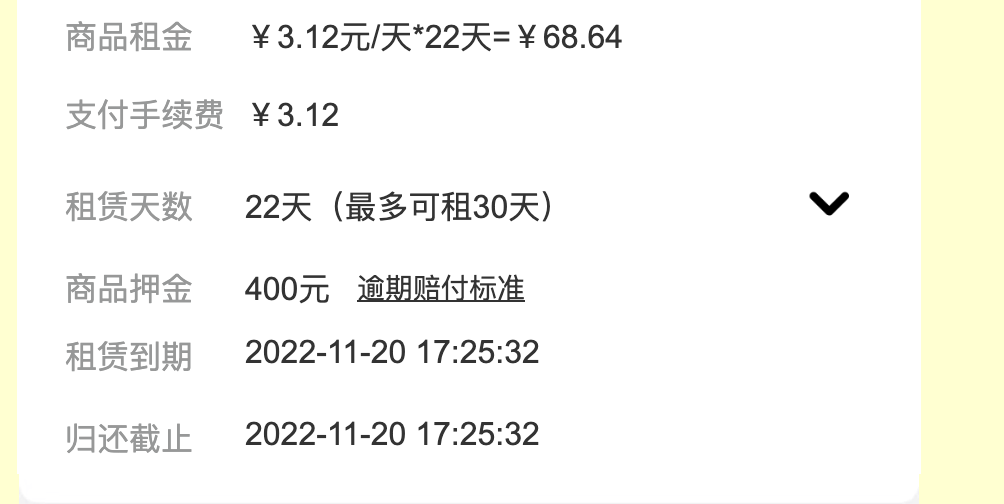 商品租金 ￥3.12元/天*22天=￥68.64
支付手续费 ￥3.12
租赁天数 22天（最多可租30天）
商品押金 400元 逾期赔付标准
租赁到期 2022-11-20 17:25:32
归还截止 2022-11-20 17:25:32